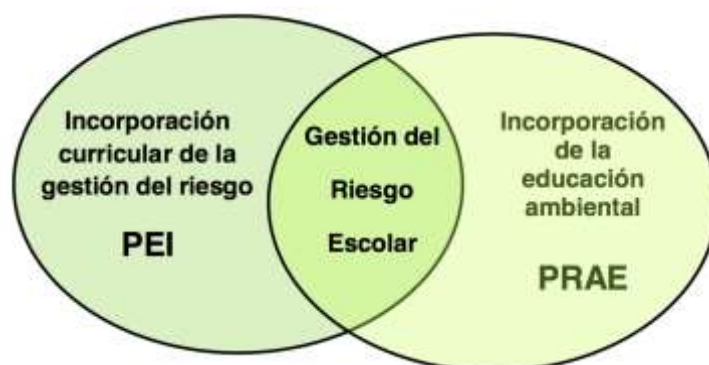 Incorporación
curricular de la
gestión del riesgo
PEI
Gestión del
Riesgo
Escolar
Incorporación
de la
educación
ambiental
PRAE